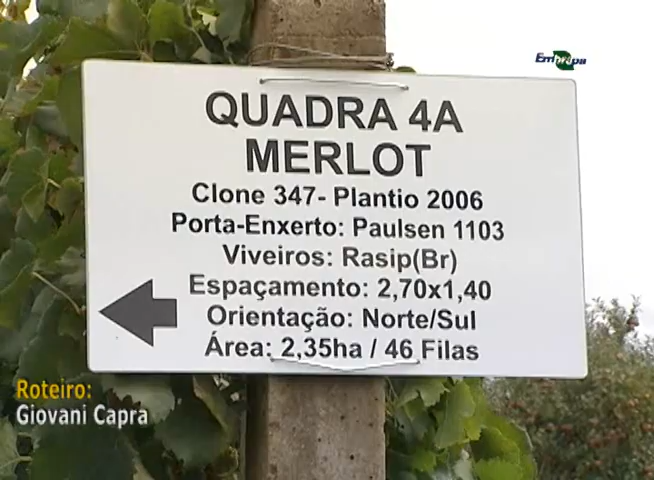 Embrapa
QUADRA 4A
MERLOT
Clone 347- Plantio 2006
Porta-Enxerto: Paulsen 1103
Viveiros: Rasip(Br)
Espaçamento: 2,70x1,40
Orientação: Norte/Sul
Área: 2,35ha / 46 Filas
Roteiro:
Giovani Capra